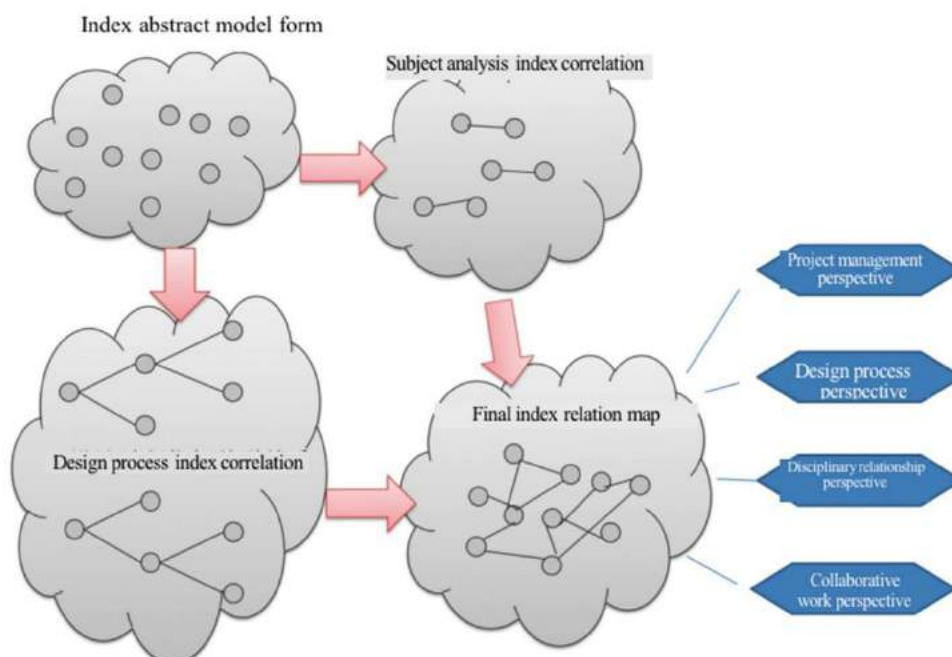 Index abstract model form
Subject analysis index correlation
Project management
perspective
Design process
perspective
Final index relation map
Design process index correlation
Disciplinary relationship
perspective
Collaborative
work perspective